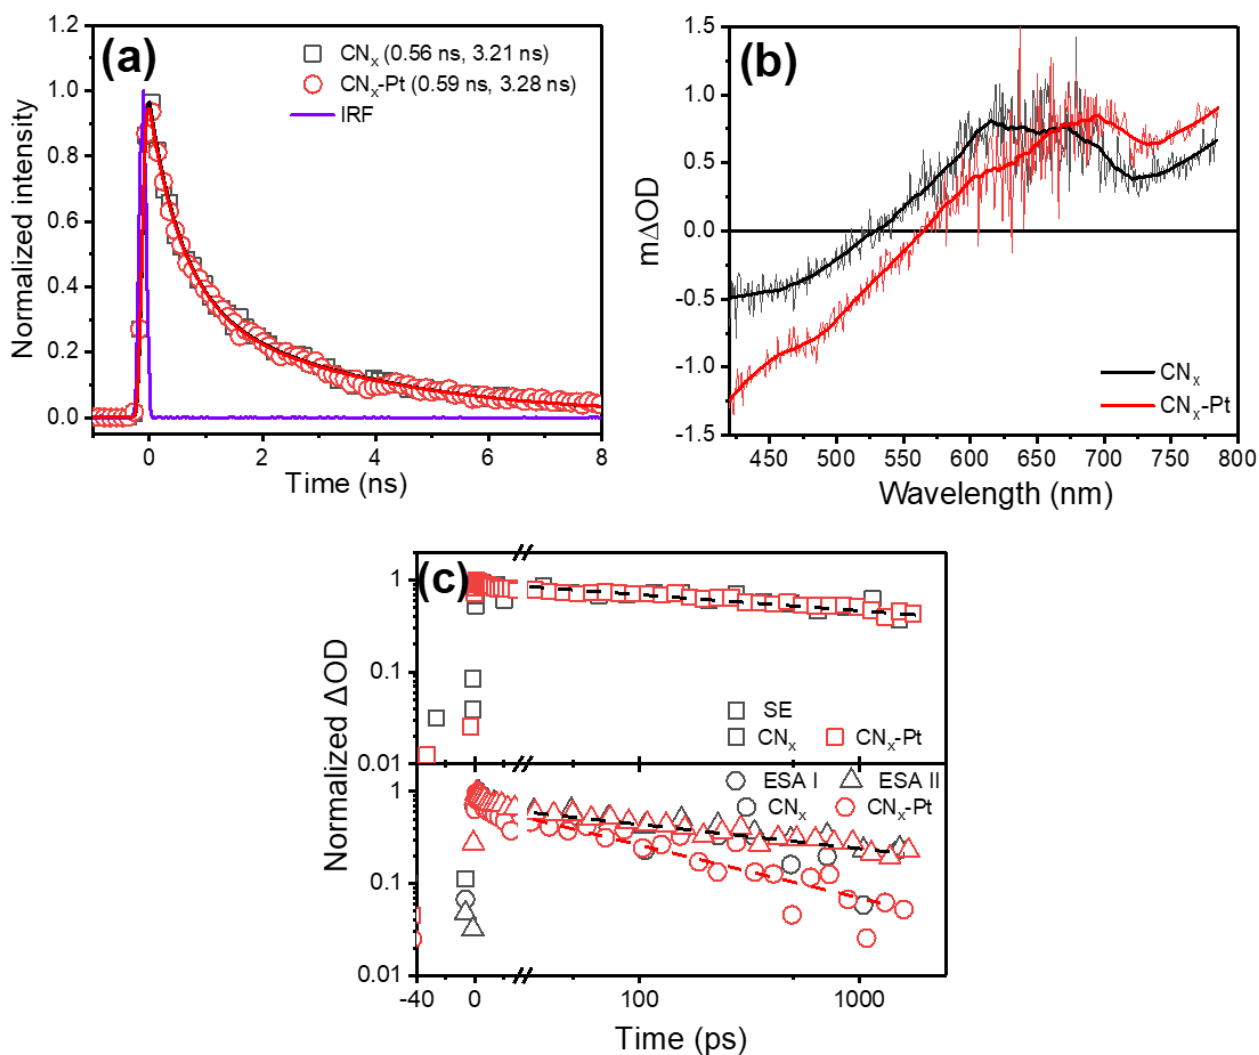 (a)
CNx (0.56 ns, 3.21 ns)
CNx-Pt (0.59 ns, 3.28 ns)
IRF
Normalized intensity
1.2
1.0
0.8
0.6
0.4
0.2
0.0
0 2 4 6 8
Time (ns)
(b)
mΔOD
1.5
1.0
0.5
0.0
-0.5
-1.0
-1.5
CNx
CNx-Pt
450 500 550 600 650 700 750 800
Wavelength (nm)
(c)
Normalized ΔOD
1
0.1
0.01
SE
CNx CNx-Pt
1
0.1
0.01
ESA I ESA II
CNx CNx-Pt
-40 0 100 1000
Time (ps)